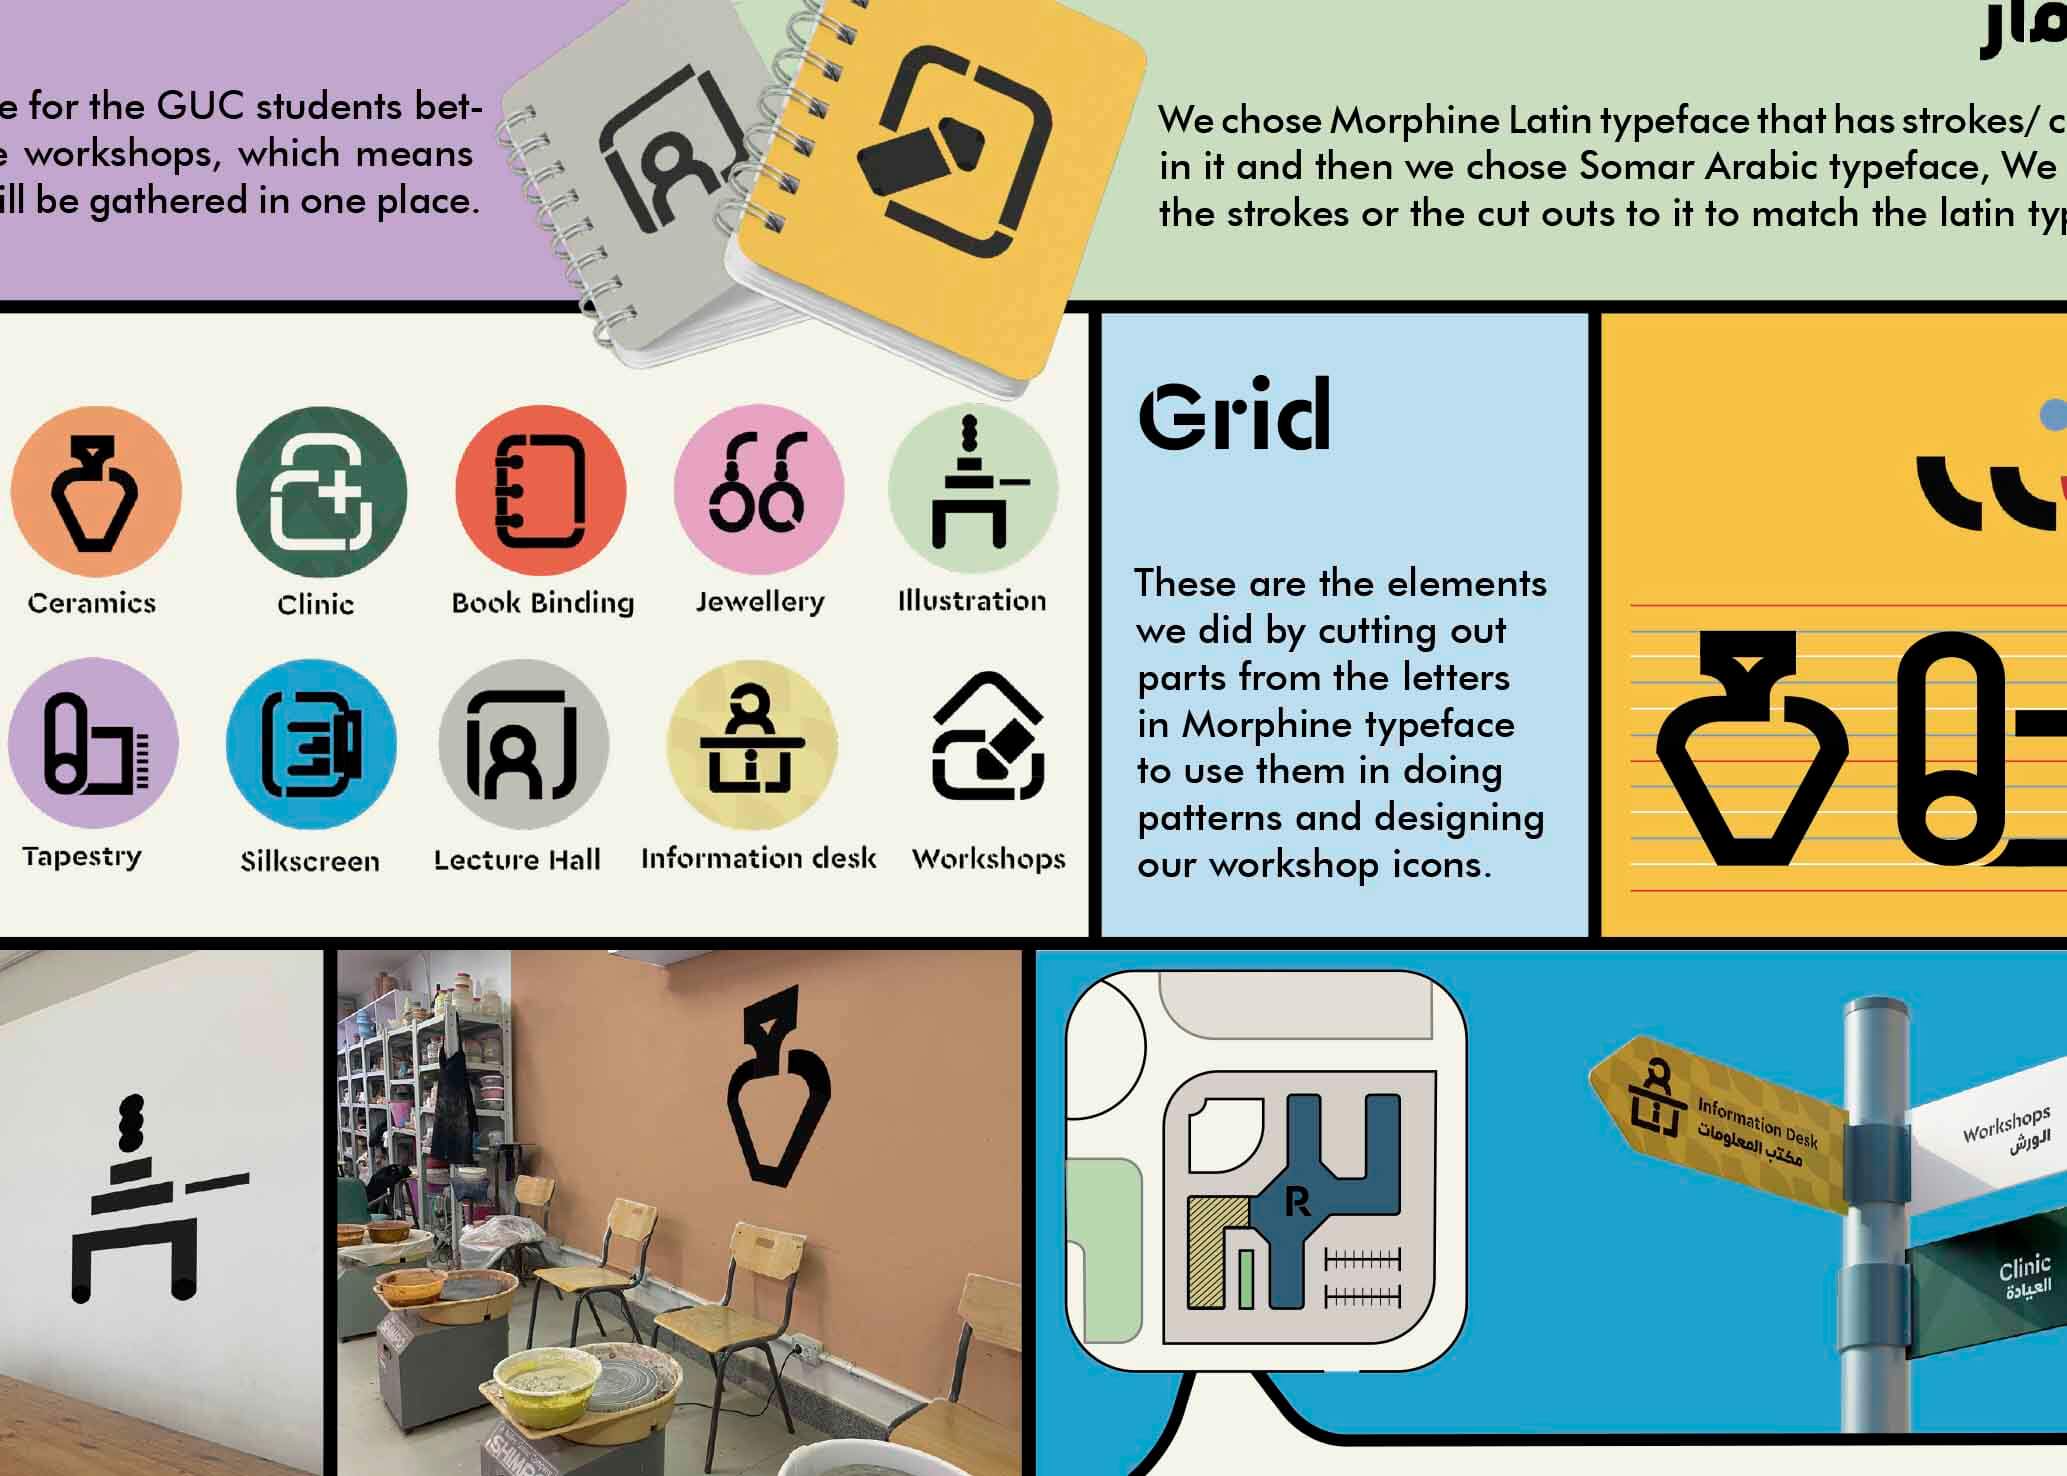 e for the GUC students bet-
e workshops, which means
ill be gathered in one place.
مار
We chose Morphine Latin typeface that has strokes/ c
in it and then we chose Somar Arabic typeface, We
the strokes or the cut outs to it to match the latin typ
Ceramics
Clinic
Book Binding
Jewellery
Illustration
Tapestry
Silkscreen
Lecture Hall
Information desk
Workshops
Grid
These are the elements
we did by cutting out
parts from the letters
in Morphine typeface
to use them in doing
patterns and designing
our workshop icons.
SHIMPO
SHIMPO
R
Information Desk
مكتب المعلومات
Workshops
الورش
Clinic
العيادة